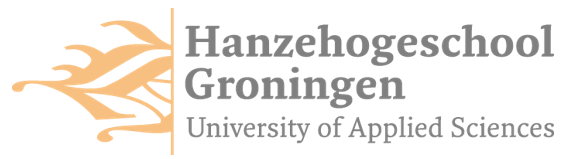 Hanzehogeschool
Groningen
University of Applied Sciences